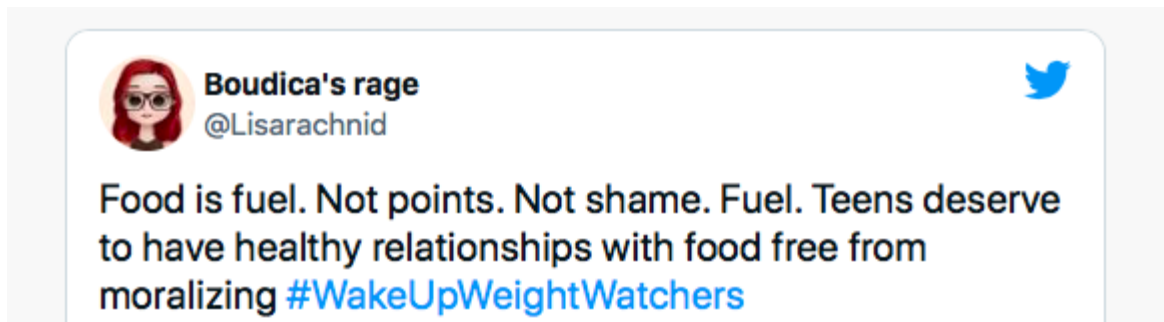 Boudica's rage
@Lisarachnid
Food is fuel. Not points. Not shame. Fuel. Teens deserve
to have healthy relationships with food free from
moralizing #WakeUpWeightWatchers